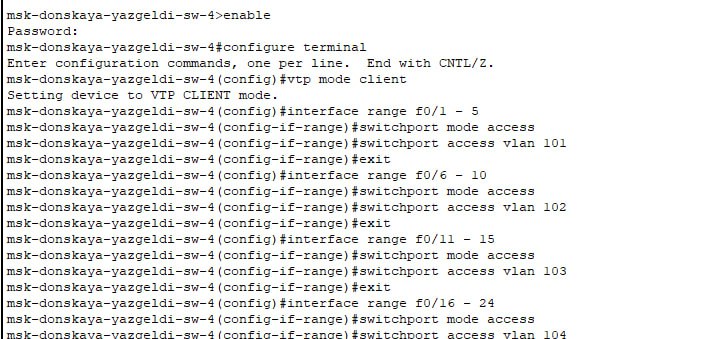 msk-donskaya-yazgeldi-sw-4>enable
Password:
msk-donskaya-yazgeldi-sw-4#configure terminal
Enter configuration commands, one per line.  End with CNTL/Z.
msk-donskaya-yazgeldi-sw-4(config)#vtp mode client
Setting device to VTP CLIENT mode.
msk-donskaya-yazgeldi-sw-4(config)#interface range f0/1 - 5
msk-donskaya-yazgeldi-sw-4(config-if-range)#switchport mode access
msk-donskaya-yazgeldi-sw-4(config-if-range)#switchport access vlan 101
msk-donskaya-yazgeldi-sw-4(config-if-range)#exit
msk-donskaya-yazgeldi-sw-4(config)#interface range f0/6 - 10
msk-donskaya-yazgeldi-sw-4(config-if-range)#switchport mode access
msk-donskaya-yazgeldi-sw-4(config-if-range)#switchport access vlan 102
msk-donskaya-yazgeldi-sw-4(config-if-range)#exit
msk-donskaya-yazgeldi-sw-4(config)#interface range f0/11 - 15
msk-donskaya-yazgeldi-sw-4(config-if-range)#switchport mode access
msk-donskaya-yazgeldi-sw-4(config-if-range)#switchport access vlan 103
msk-donskaya-yazgeldi-sw-4(config-if-range)#exit
msk-donskaya-yazgeldi-sw-4(config)#interface range f0/16 - 24
msk-donskaya-yazgeldi-sw-4(config-if-range)#switchport mode access
msk-donskaya-yazgeldi-sw-4(config-if-range)#switchport access vlan 104